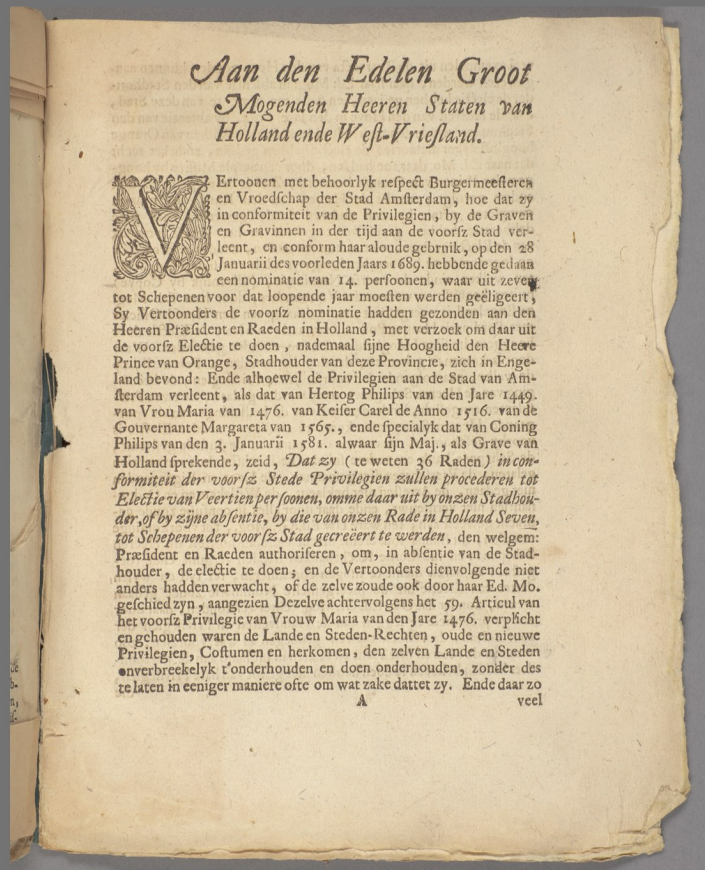 Aan den Edelen Groot
Mogenden Heeren Staten van
Holland ende West-Vriesland.
VErtoonen met behoorlyk respect Burgermeesteren
en Vroedschap der Stad Amsterdam, hoe dat zy
in conformiteit van de Privilegien, by de Graven
en Gravinnen in der tijd aan de voorsz Stad ver-
leent, en conform haar aloude gebrnik, op den 28
Januarii des voorleden Jaars 1689. hebbende gedaan
een nominatie van 14. persoonen, waar uit zeven
tot Schepenen voor dat loopende jaar moesten werden geëligeert,
Sy Vertoonders de voorsz nominatie hadden gezonden aan den
Heeren Præsident en Raeden in Holland, met verzoek om daar uit
de voorsz Electie te doen, nademaal sijne Hoogheid den Heere
Prince van Orange, Stadhouder van deze Provincie, zich in Enge-
land bevond: Ende alhoewel de Privilegien aan de Stad van Am-
sterdam verleent, als dat van Hertog Philips van den Jare 1449.
van Vrou Maria van 1476. van Keiser Carel de Anno 1516. van de
Gouvernante Margareta van 1565., ende specialyk dat van Coning
Philips van den 3. Januarii 1581. alwaar sijn Maj., als Grave van
Holland sprekende, zeid, Dat zy (te weten 36 Raden) in con-
formiteit der voorsz Stede Privilegien zullen procederen tot
Electie van Veertien persoonen, omme daar uit by onzen Stadhou-
der, of by zijne absentie, by die van onzen Rade in Holland Seven,
tot Schepenen der voorsz Stad gecreëert te werden, den welgem:
Præsident en Raeden authoriseren, om, in absentie van de Stad-
houder, de electie te doen; en de Vertoonders dienvolgende niet
anders hadden verwacht, of de zelve zoude ook door haar Ed. Mo.
geschied zyn, aangezien Dezelve achtervolgens het 59. Articul van
het voorsz Privilegie van Vrouw Maria van den Jare 1476. verplicht
en gehouden waren de Lande en Steden-Rechten, oude en nieuwe
Privilegien, Costumen en herkomen, den zelven Lande en Steden
onverbreekelyk t'onderhouden en doen onderhouden, zonder des
te laten in eeniger maniere ofte om wat zake dattet zy. Ende daar zo
A veel